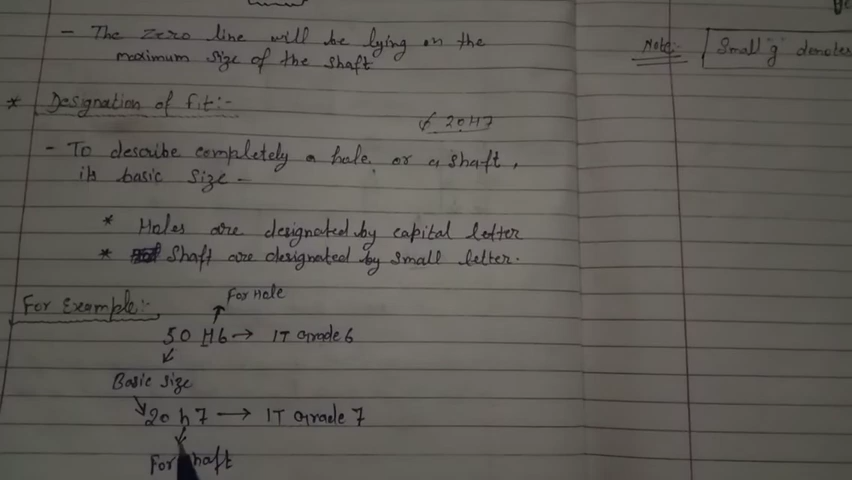 - The zero line will be lying on the
maximum size of the shaft
* Designation of fit:-
20H7
- To describe completely a hole, or a shaft,
its basic size -
* Holes are designated by capital letter
* Shaft are designated by small letter.
For Example:-
For Hole
50 H6 → IT Grade 6
Basic size
20 h 7 → IT Grade 7
For shaft
Note:-
Small g denotes